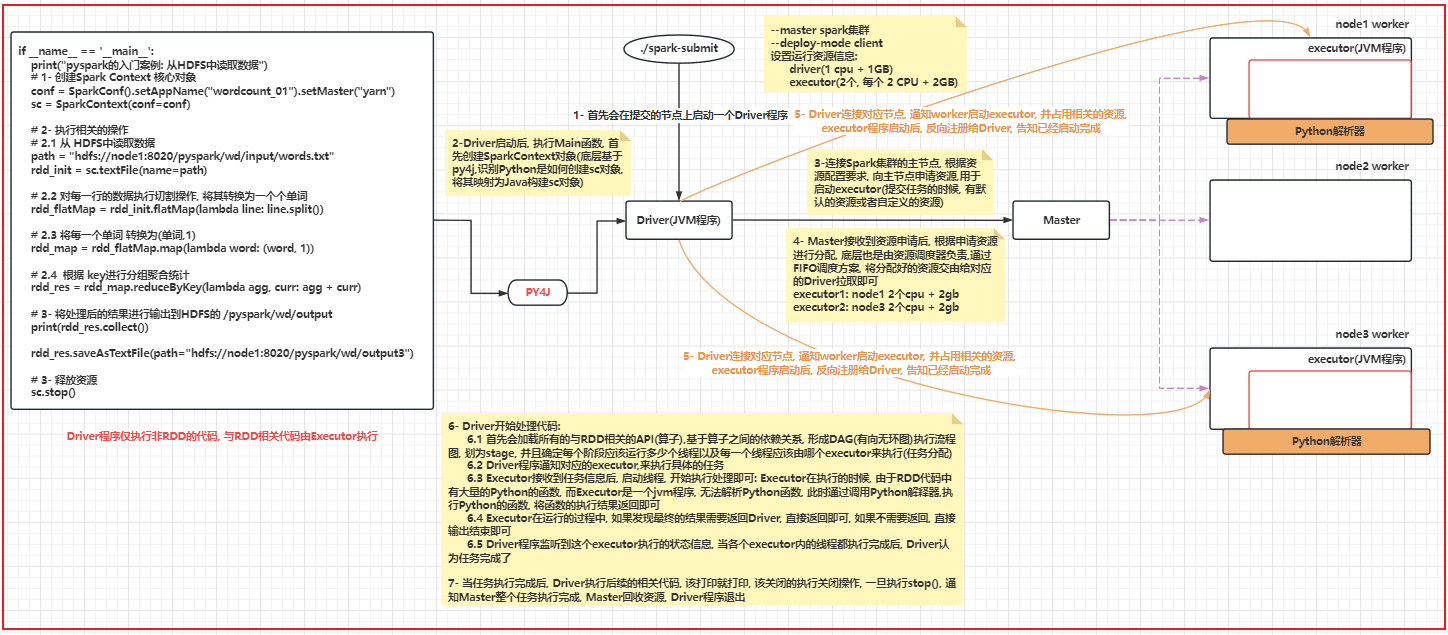 if __name__ == '__main__':
print("pyspark的入门案例: 从HDFS中读取数据")
# 1- 创建Spark Context 核心对象
conf = SparkConf().setAppName("wordcount_01").setMaster("yarn")
sc = SparkContext(conf=conf)
# 2- 执行相关的操作
# 2.1 从 HDFS中读取数据
path = "hdfs://node1:8020/pyspark/wd/input/words.txt"
rdd_init = sc.textFile(name=path)
# 2.2 对每一行的数据执行切割操作, 将其转换为一个个单词
rdd_flatMap = rdd_init.flatMap(lambda line: line.split())
# 2.3 将每一个单词 转换为(单词,1)
rdd_map = rdd_flatMap.map(lambda word: (word, 1))
# 2.4 根据 key进行分组聚合统计
rdd_res = rdd_map.reduceByKey(lambda agg, curr: agg + curr)
# 3- 将处理后的结果进行输出到HDFS的 /pyspark/wd/output
print(rdd_res.collect())
rdd_res.saveAsTextFile(path="hdfs://node1:8020/pyspark/wd/output3")
# 3- 释放资源
sc.stop()
Driver程序仅执行非RDD的代码, 与RDD相关代码由Executor执行
PY4J
./spark-submit
--master spark集群
--deploy-mode client
设置运行资源信息:
driver(1 cpu + 1GB)
executor(2个, 每个 2 CPU + 2GB)
1- 首先会在提交的节点上启动一个Driver程序
2-Driver启动后, 执行Main函数, 首
先创建SparkContext对象(底层基于
py4j,识别Python是如何创建sc对象,
将其映射为Java构建sc对象)
Driver(JVM程序)
5- Driver连接对应节点, 通知worker启动executor, 并占用相关的资源,
executor程序启动后, 反向注册给Driver, 告知已经启动完成
3-连接Spark集群的主节点, 根据资
源配置要求, 向主节点申请资源,用于
启动executor(提交任务的时候, 有默
认的资源或者自定义的资源)
Master
4- Master接收到资源申请后, 根据申请资源
进行分配, 底层也是由资源调度器负责,通过
FIFO调度方案, 将分配好的资源交由给对应
的Driver拉取即可
executor1: node1 2个cpu + 2gb
executor2: node3 2个cpu + 2gb
5- Driver连接对应节点, 通知worker启动executor, 并占用相关的资源,
executor程序启动后, 反向注册给Driver, 告知已经启动完成
node1 worker
executor(JVM程序)
Python解析器
node2 worker
node3 worker
executor(JVM程序)
Python解析器
6- Driver开始处理代码:
6.1 首先会加载所有的与RDD相关的API(算子),基于算子之间的依赖关系, 形成DAG(有向无环图)执行流程
图, 划为stage, 并且确定每个阶段应该运行多少个线程以及每一个线程应该由哪个executor来执行(任务分配)
6.2 Driver程序通知对应的executor,来执行具体的任务
6.3 Executor接收到任务信息后, 启动线程, 开始执行处理即可: Executor在执行的时候, 由于RDD代码中
有大量的Python的函数, 而Executor是一个jvm程序, 无法解析Python函数, 此时通过调用Python解释器,执
行Python的函数, 将函数的执行结果返回即可
6.4 Executor在运行的过程中, 如果发现最终的结果需要返回Driver, 直接返回即可, 如果不需要返回, 直接
输出结束即可
6.5 Driver程序监听到这个executor执行的状态信息, 当各个executor内的线程都执行完成后, Driver认
为任务完成了
7- 当任务执行完成后, Driver执行后续的相关代码, 该打印就打印, 该关闭的执行关闭操作, 一旦执行stop(), 通
知Master整个任务执行完成, Master回收资源, Driver程序退出